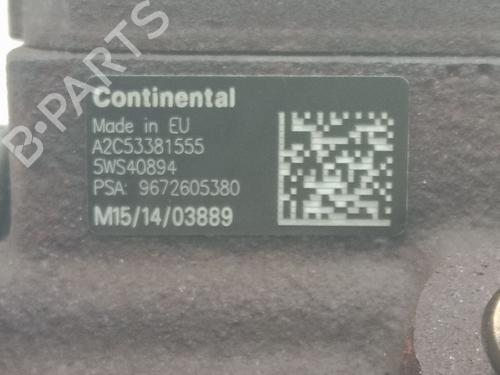 B-PARTS
Continental
Made in EU
A2C53381555
5WS40894
PSA: 9672605380
M15/14/03889